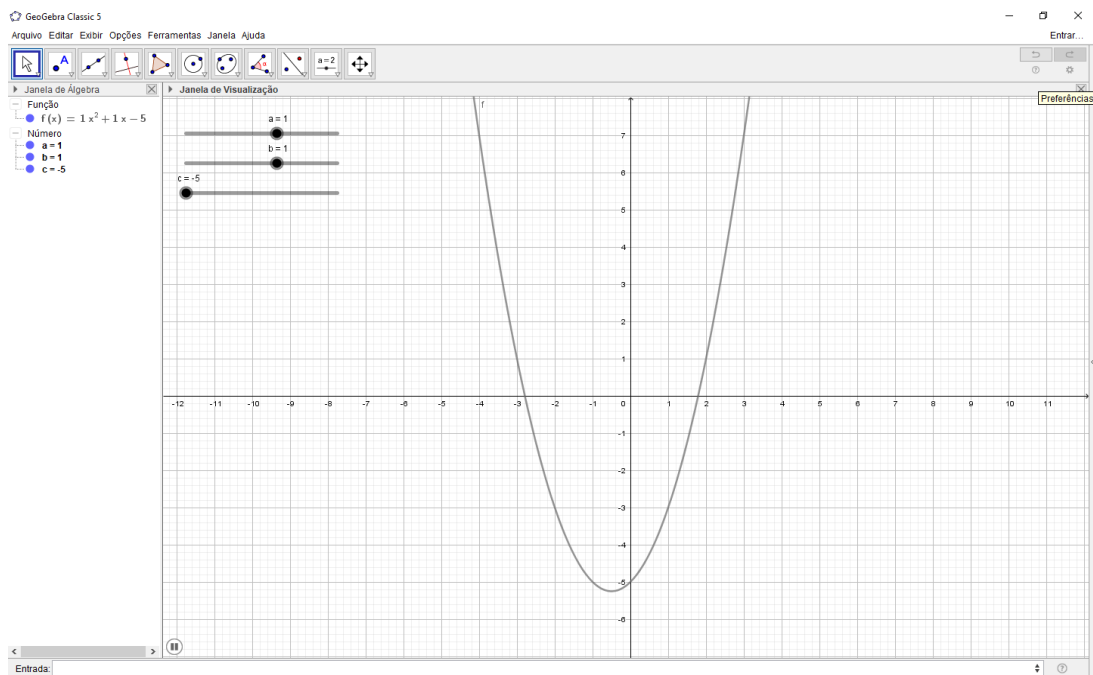 GeoGebra Classic 5
Arquivo Editar Exibir Opções Ferramentas Janela Ajuda Entrar...
A α a = 2
Janela de Álgebra
Janela de Visualização
Preferências
Função
f (x) = 1 x² + 1 x − 5
Número
a = 1
b = 1
c = -5
a = 1
b = 1
c = -5
f
7
6
5
4
3
2
1
-12 -11 -10 -9 -8 -7 -6 -5 -4 -3 -2 -1 0 1 2 3 4 5 6 7 8 9 10 11
-1
-2
-3
-4
-5
-6
Entrada: